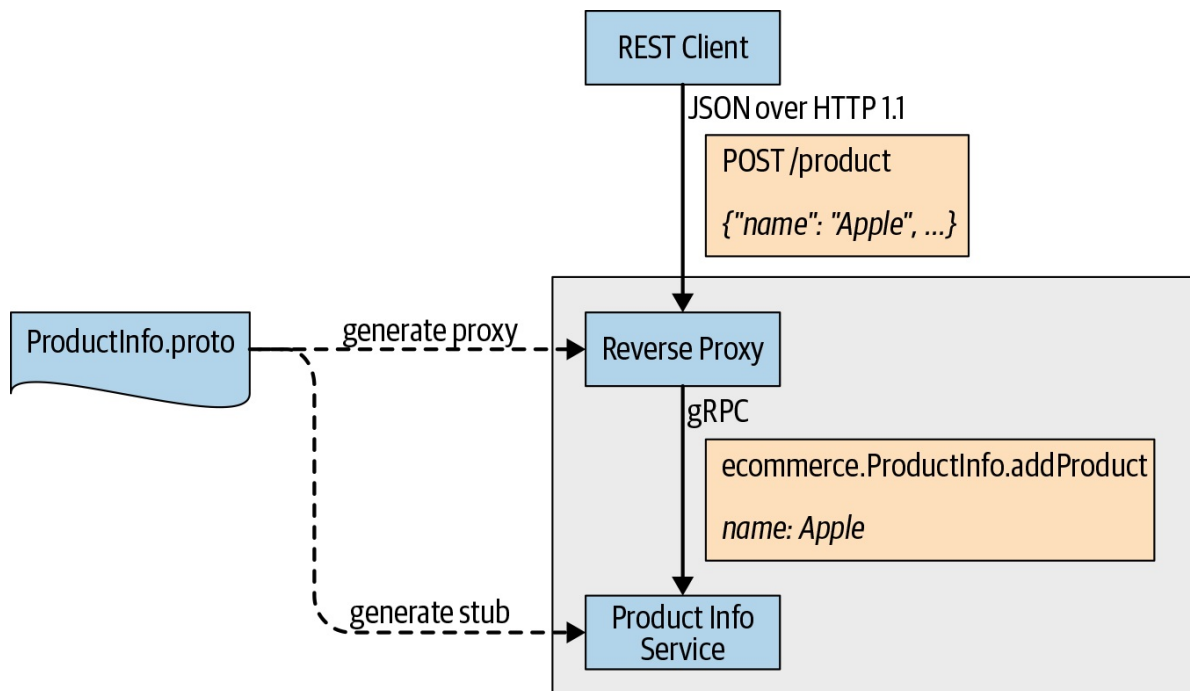 REST Client
JSON over HTTP 1.1
POST /product
{"name": "Apple", ...}
ProductInfo.proto
generate proxy
Reverse Proxy
gRPC
ecommerce.ProductInfo.addProduct
name: Apple
generate stub
Product Info
Service